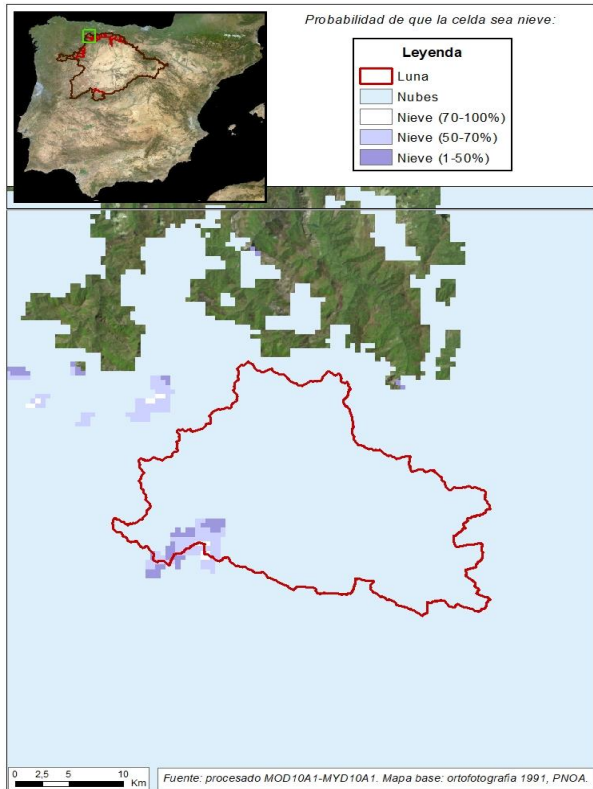 Probabilidad de que la celda sea nieve:
Leyenda
Luna
Nubes
Nieve (70-100%)
Nieve (50-70%)
Nieve (1-50%)
0 2,5 5 10
Km
Fuente: procesado MOD10A1-MYD10A1. Mapa base: ortofotografia 1991, PNOA.